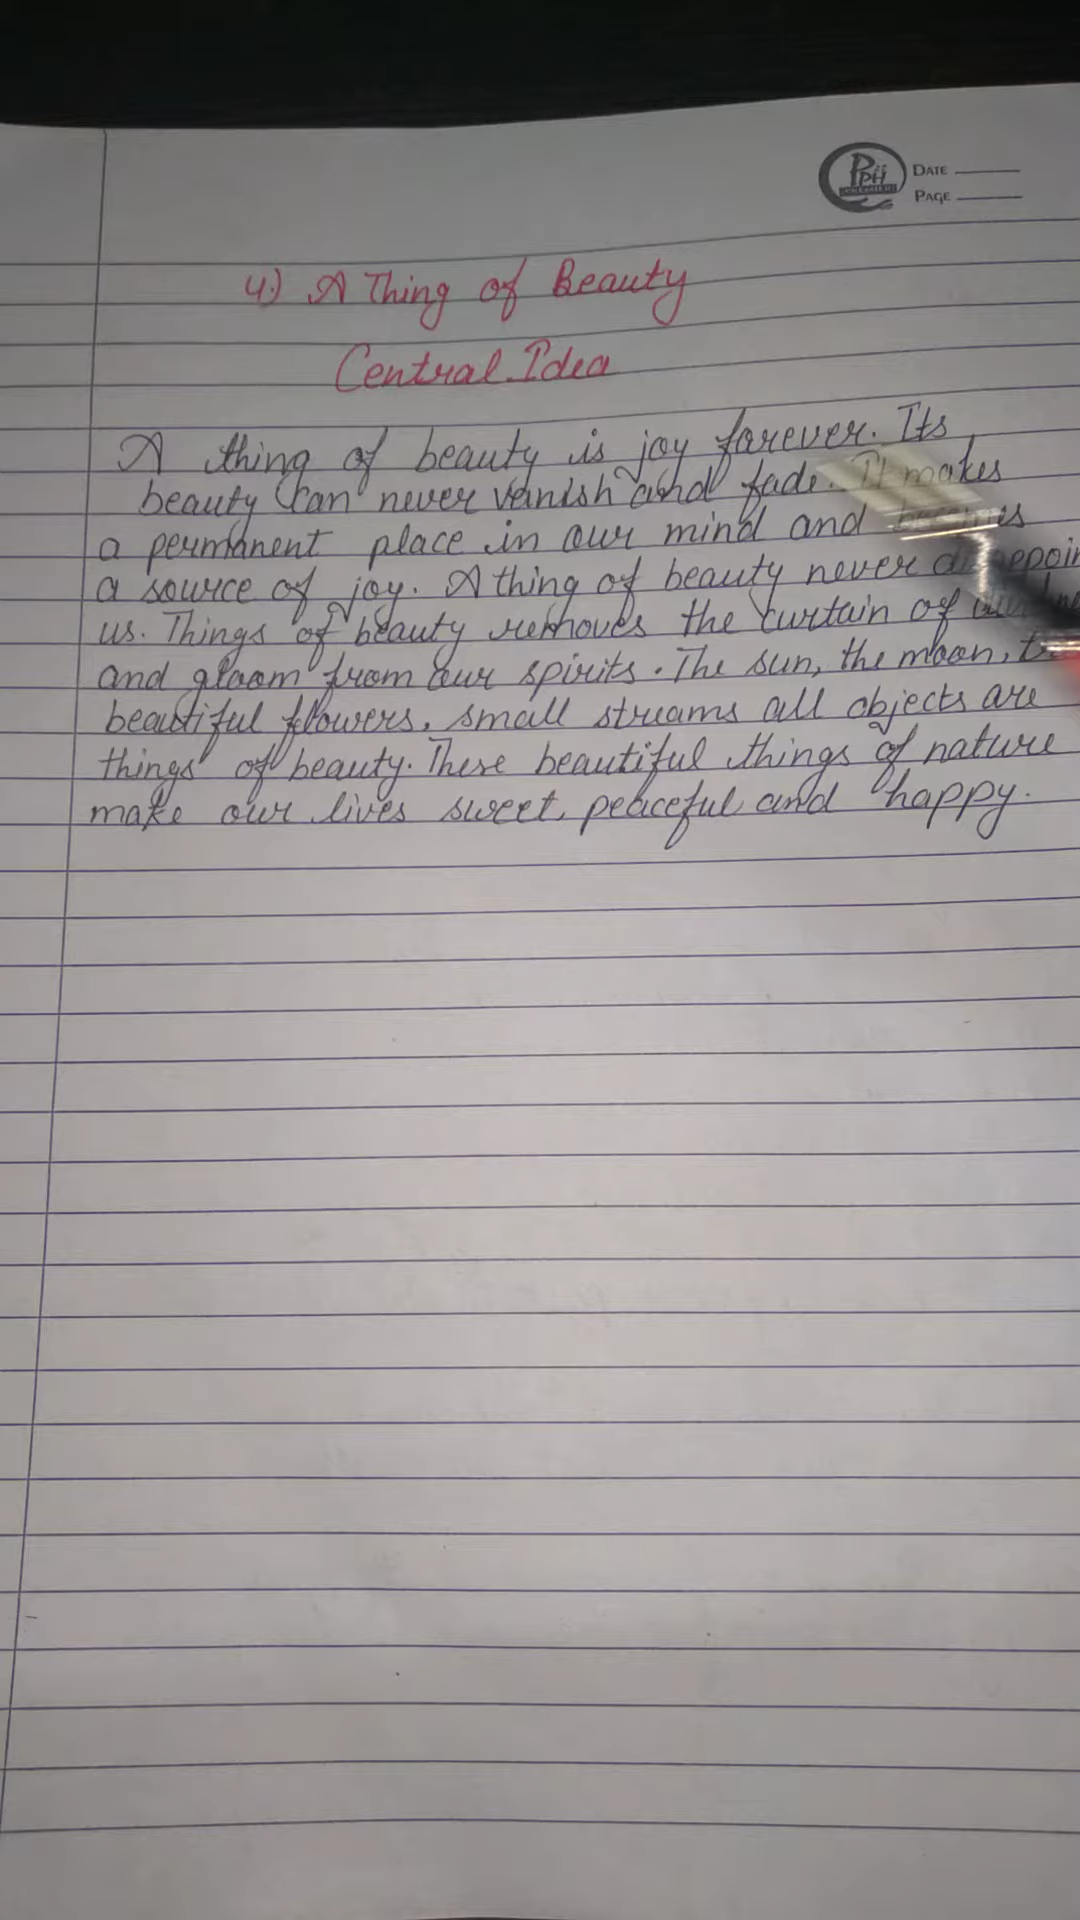 DATE
PAGE
4.) A Thing of Beauty
Central Idea
A thing of beauty is joy forever. Its
beauty can never vanish and fade. It makes
a permanent place in our mind and becomes
a source of joy. A thing of beauty never
us. Things of beauty removes the curtain of
and gloom from our spirits. The sun, the moon,
beautiful flowers, small streams all objects are
things of beauty. These beautiful things of nature
make our lives sweet, peaceful and happy.